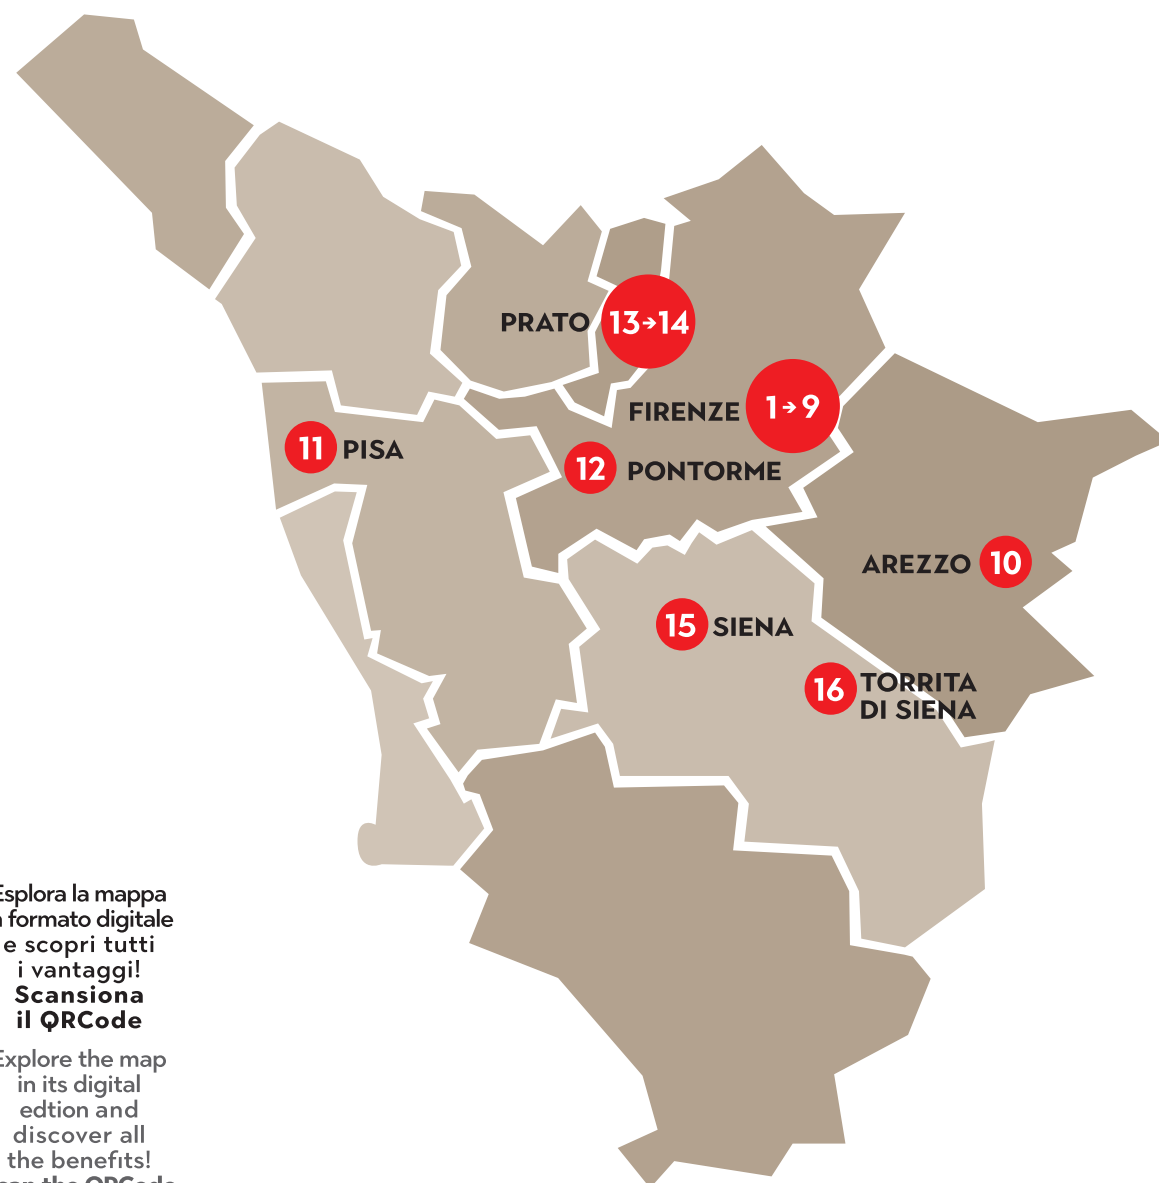 PRATO 13→14
FIRENZE 1→9
11 PISA
12 PONTORME
AREZZO 10
15 SIENA
16 TORRITA
DI SIENA
Esplora la mappa
formato digitale
e scopri tutti
i vantaggi!
Scansiona
il QRCode
Explore the map
in its digital
edtion and
discover all
the benefits!
the QRCode